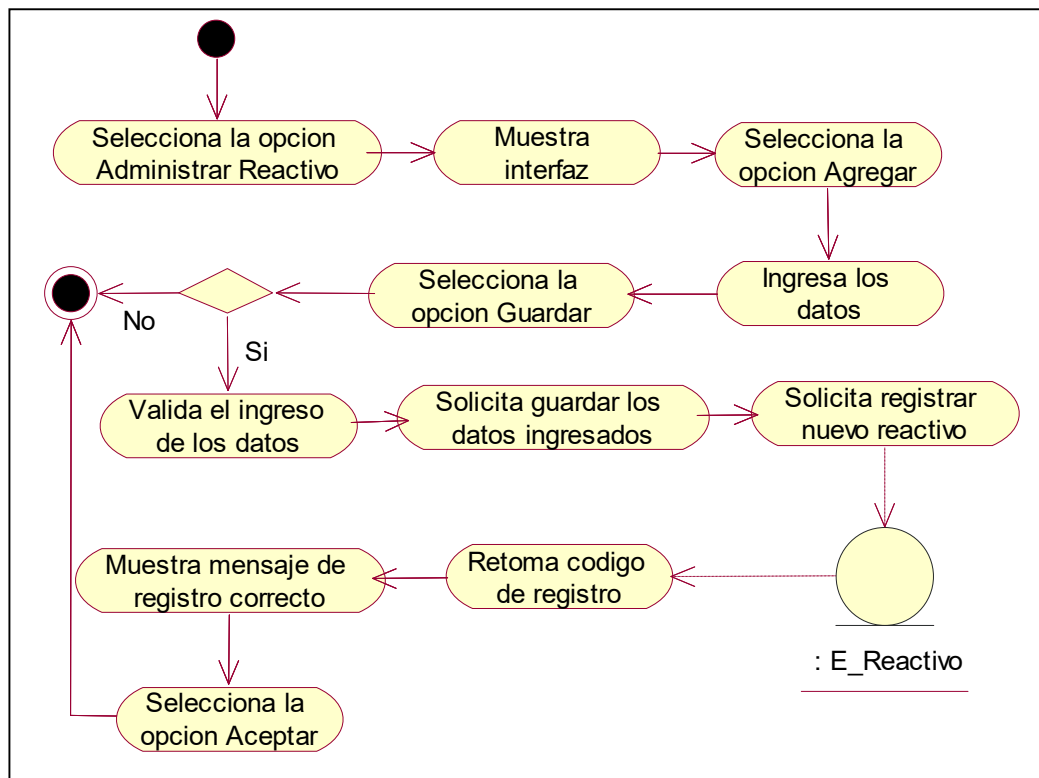 Selecciona la opcion
Administrar Reactivo
Muestra
interfaz
Selecciona la
opcion Agregar
Ingresa los
datos
Selecciona la
opcion Guardar
No
Si
Valida el ingreso
de los datos
Solicita guardar los
datos ingresados
Solicita registrar
nuevo reactivo
: E_Reactivo
Retoma codigo
de registro
Muestra mensaje de
registro correcto
Selecciona la
opcion Aceptar